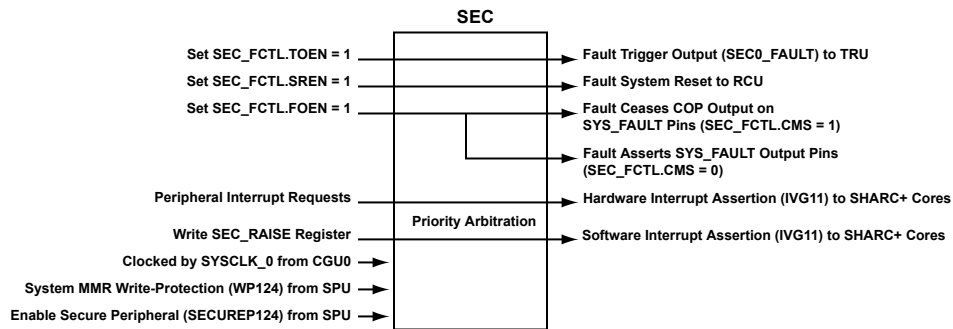 SEC
Set SEC_FCTL.TOEN = 1
Fault Trigger Output (SEC0_FAULT) to TRU
Set SEC_FCTL.SREN = 1
Fault System Reset to RCU
Set SEC_FCTL.FOEN = 1
Fault Ceases COP Output on
SYS_FAULT Pins (SEC_FCTL.CMS = 1)
Fault Asserts SYS_FAULT Output Pins
(SEC_FCTL.CMS = 0)
Peripheral Interrupt Requests
Hardware Interrupt Assertion (IVG11) to SHARC+ Cores
Priority Arbitration
Write SEC_RAISE Register
Software Interrupt Assertion (IVG11) to SHARC+ Cores
Clocked by SYSCLK_0 from CGU0
System MMR Write-Protection (WP124) from SPU
Enable Secure Peripheral (SECUREP124) from SPU